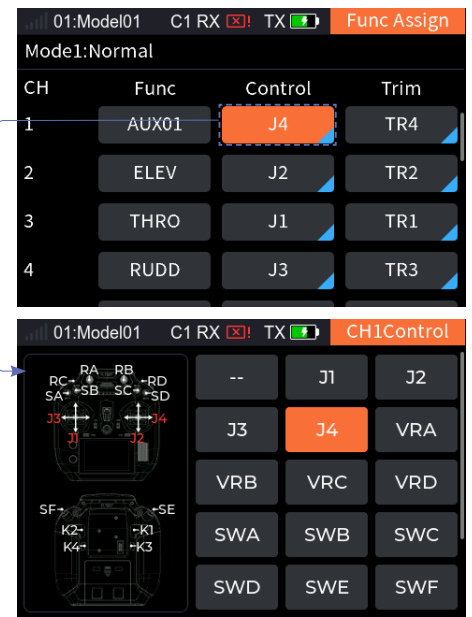 01:Model01 C1 RX ! TX Func Assign
Mode1:Normal
CH Func Control Trim
1 AUX01 J4 TR4
2 ELEV J2 TR2
3 THRO J1 TR1
4 RUDD J3 TR3
01:Model01 C1 RX ! TX CH1Control
RA RB
RC RD
SA SB SC SD
J3 J4
J1 J2
SF SE
K2 K1
K4 K3
-- J1 J2
J3 J4 VRA
VRB VRC VRD
SWA SWB SWC
SWD SWE SWF